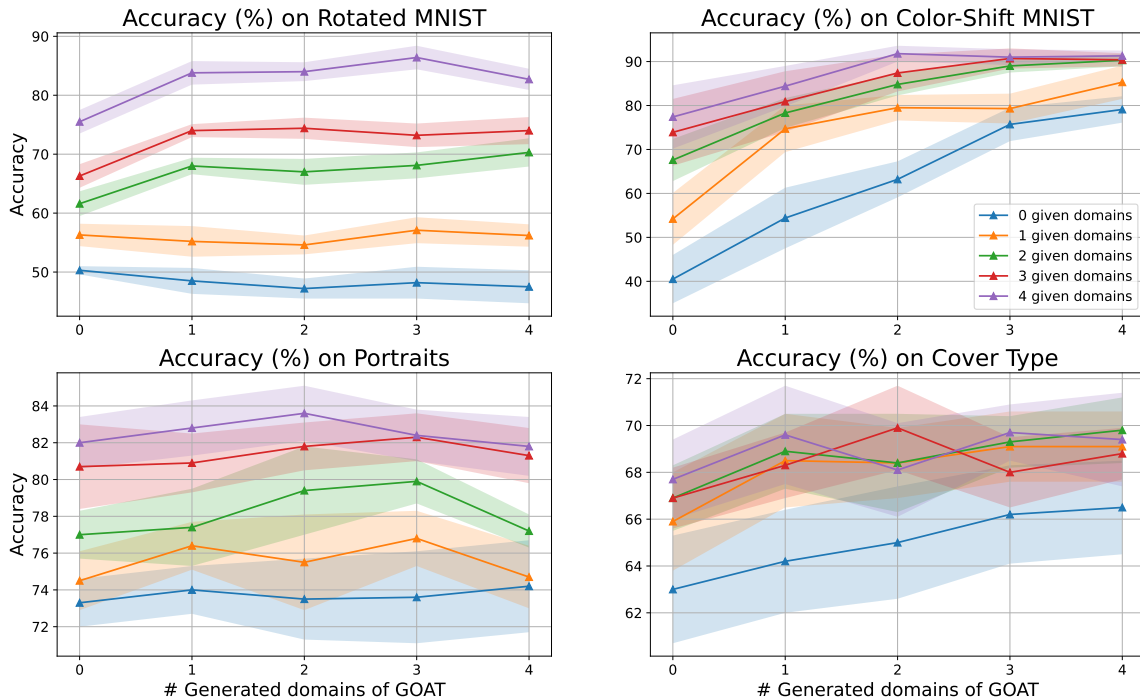 Accuracy (%) on Rotated MNIST
Accuracy
90
80
70
60
50
0 1 2 3 4
Accuracy (%) on Color-Shift MNIST
90
80
70
60
50
40
0 1 2 3 4
0 given domains
1 given domains
2 given domains
3 given domains
4 given domains
Accuracy (%) on Portraits
Accuracy
84
82
80
78
76
74
72
0 1 2 3 4
# Generated domains of GOAT
Accuracy (%) on Cover Type
72
70
68
66
64
62
0 1 2 3 4
# Generated domains of GOAT